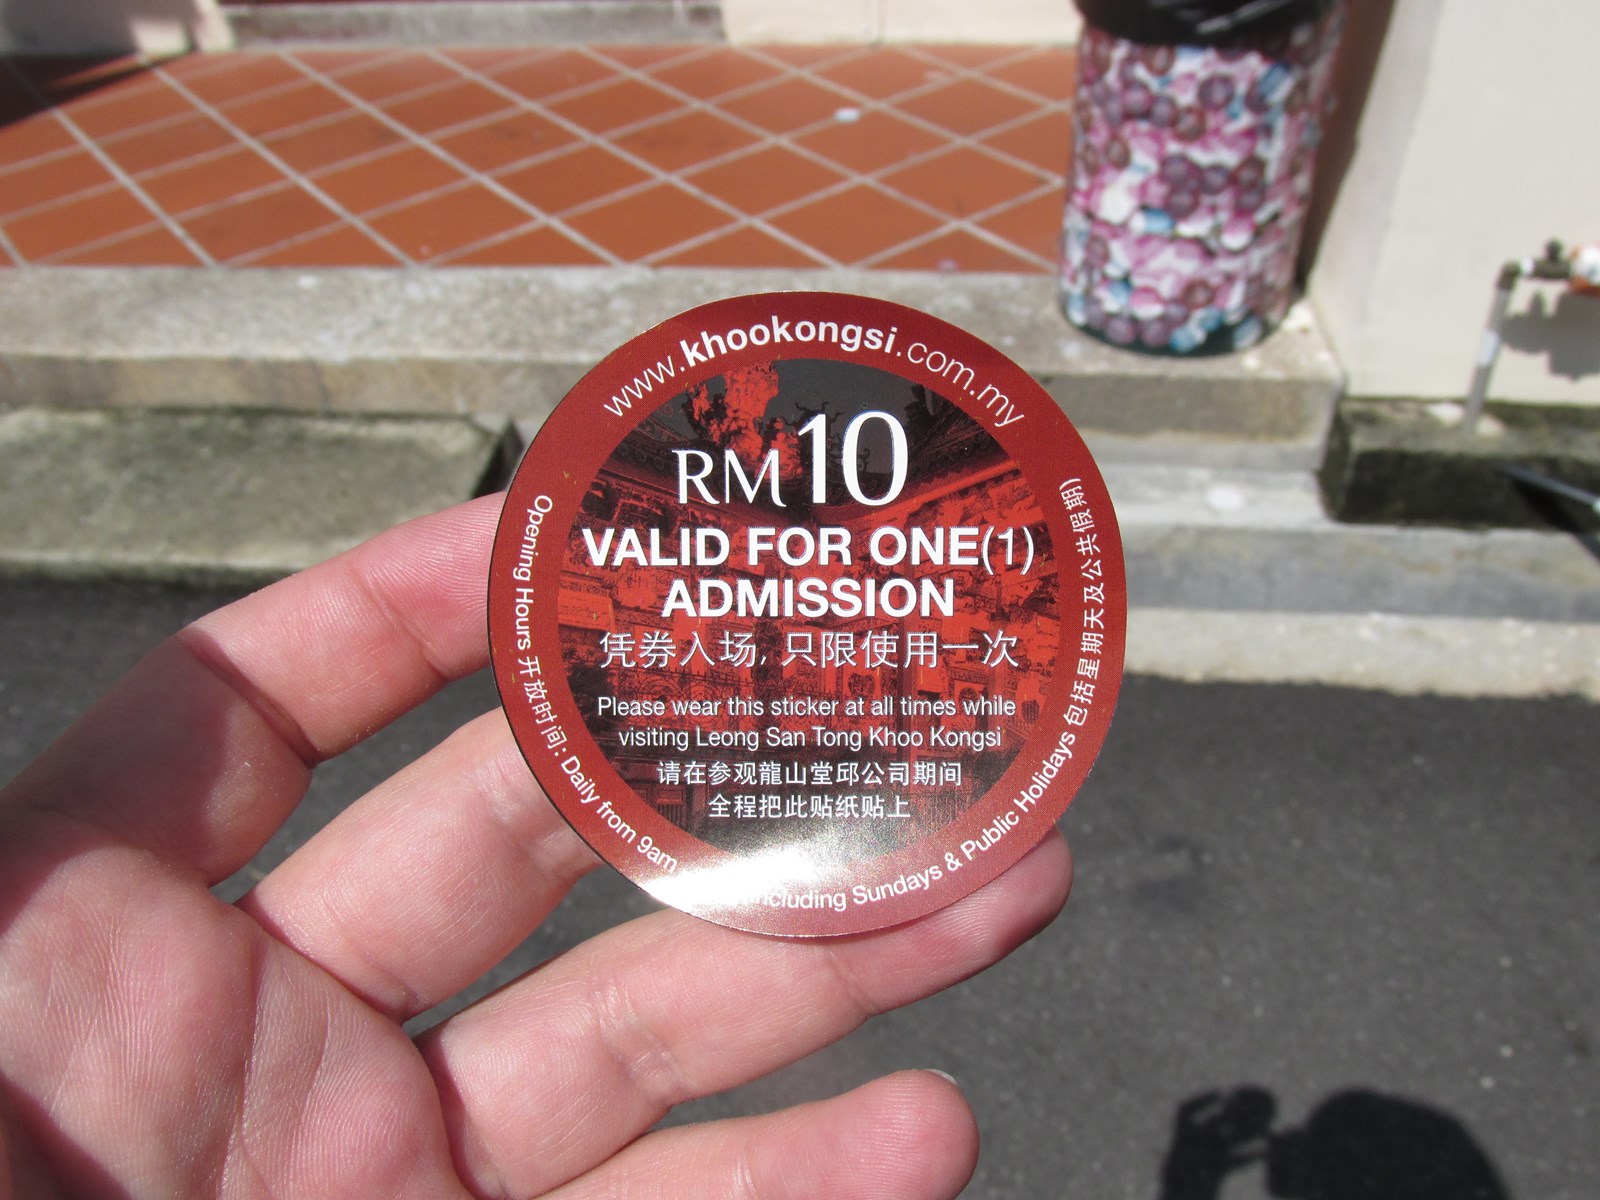 www.khookongsi.com.my
RM10
VALID FOR ONE(1)
ADMISSION
凭券入场, 只限使用一次
Please wear this sticker at all times while
visiting Leong San Tong Khoo Kongsi
请在参观龍山堂邱公司期间
全程把此贴纸贴上
Opening Hours 开放时间: Daily from 9am
Sundays & Public Holidays 包括星期天及公共假期)